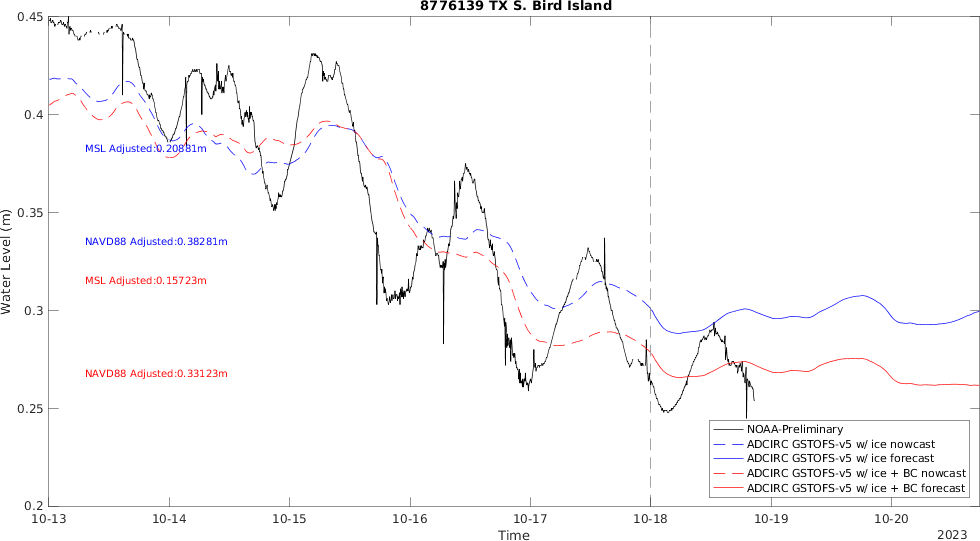 8776139 TX S. Bird Island
Water Level (m)
0.45
0.4
0.35
0.3
0.25
0.2
MSL Adjusted:0.20881m
NAVD88 Adjusted:0.38281m
MSL Adjusted:0.15723m
NAVD88 Adjusted:0.33123m
NOAA-Preliminary
ADCIRC GSTOFS-v5 w/ ice nowcast
ADCIRC GSTOFS-v5 w/ ice forecast
ADCIRC GSTOFS-v5 w/ ice + BC nowcast
ADCIRC GSTOFS-v5 w/ ice + BC forecast
10-13 10-14 10-15 10-16 10-17 10-18 10-19 10-20
Time
2023